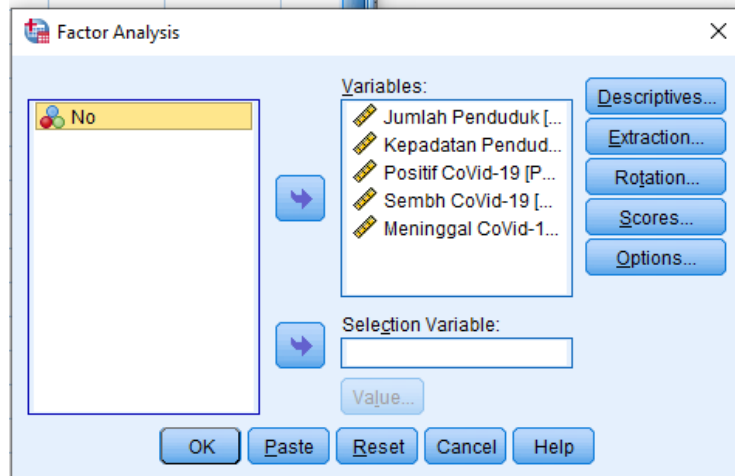 Factor Analysis
No
Variables:
Jumlah Penduduk [...
Kepadatan Pendud...
Positif CoVid-19 [P...
Sembh CoVid-19 [...
Meninggal CoVid-1...
Selection Variable:
Value...
Descriptives...
Extraction...
Rotation...
Scores...
Options...
OK Paste Reset Cancel Help